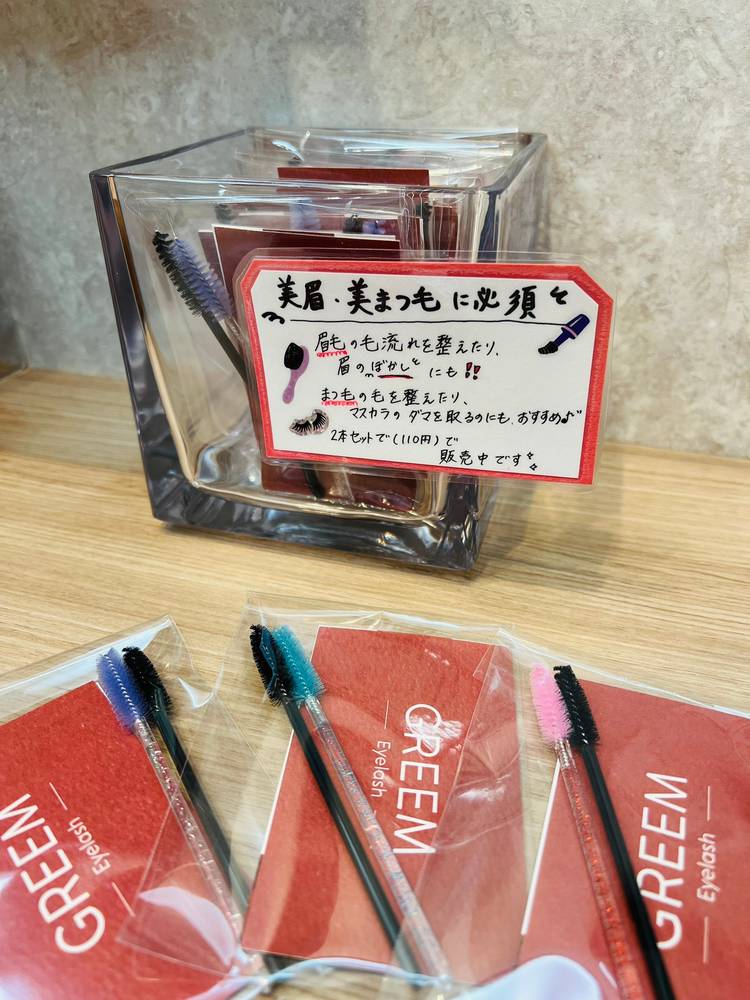 美眉・美まつ毛に必須
眉毛の毛流れを整えたり、
眉のぼかしにも!!
まつ毛の毛を整えたり、
マスカラのダマを取るのにも、おすすめ♪
2本セットで(110円)で
販売中です
GREEM
Eyelash
GREEM
Eyelash
GREEM
Eyelash